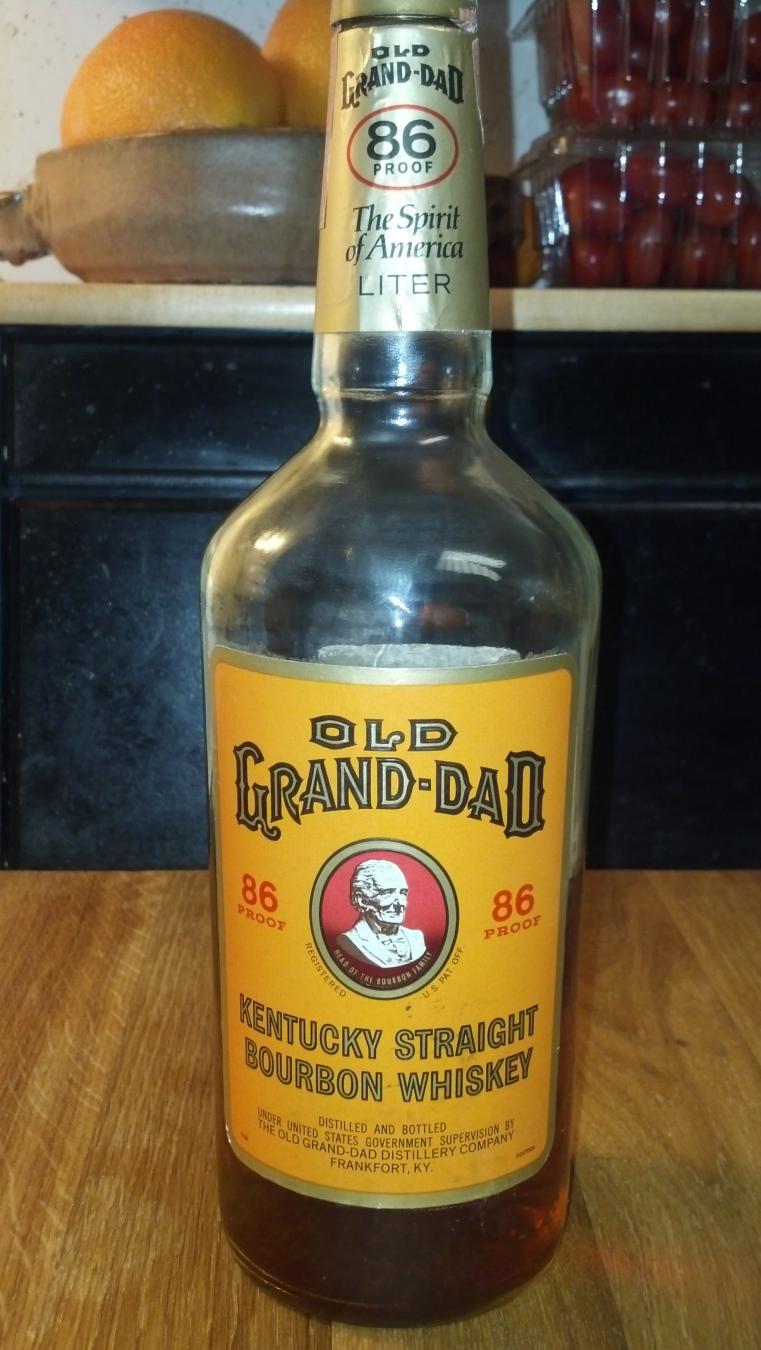 OLD
GRAND-DAD
86
PROOF
The Spirit
of America
LITER
OLD
GRAND-DAD
86
PROOF
86
PROOF
HEAD OF THE BOURBON FAMILY
REGISTERED
U.S. PAT. OFF.
KENTUCKY STRAIGHT
BOURBON WHISKEY
DISTILLED AND BOTTLED
UNDER UNITED STATES GOVERNMENT SUPERVISION BY
THE OLD GRAND-DAD DISTILLERY COMPANY
FRANKFORT, KY.